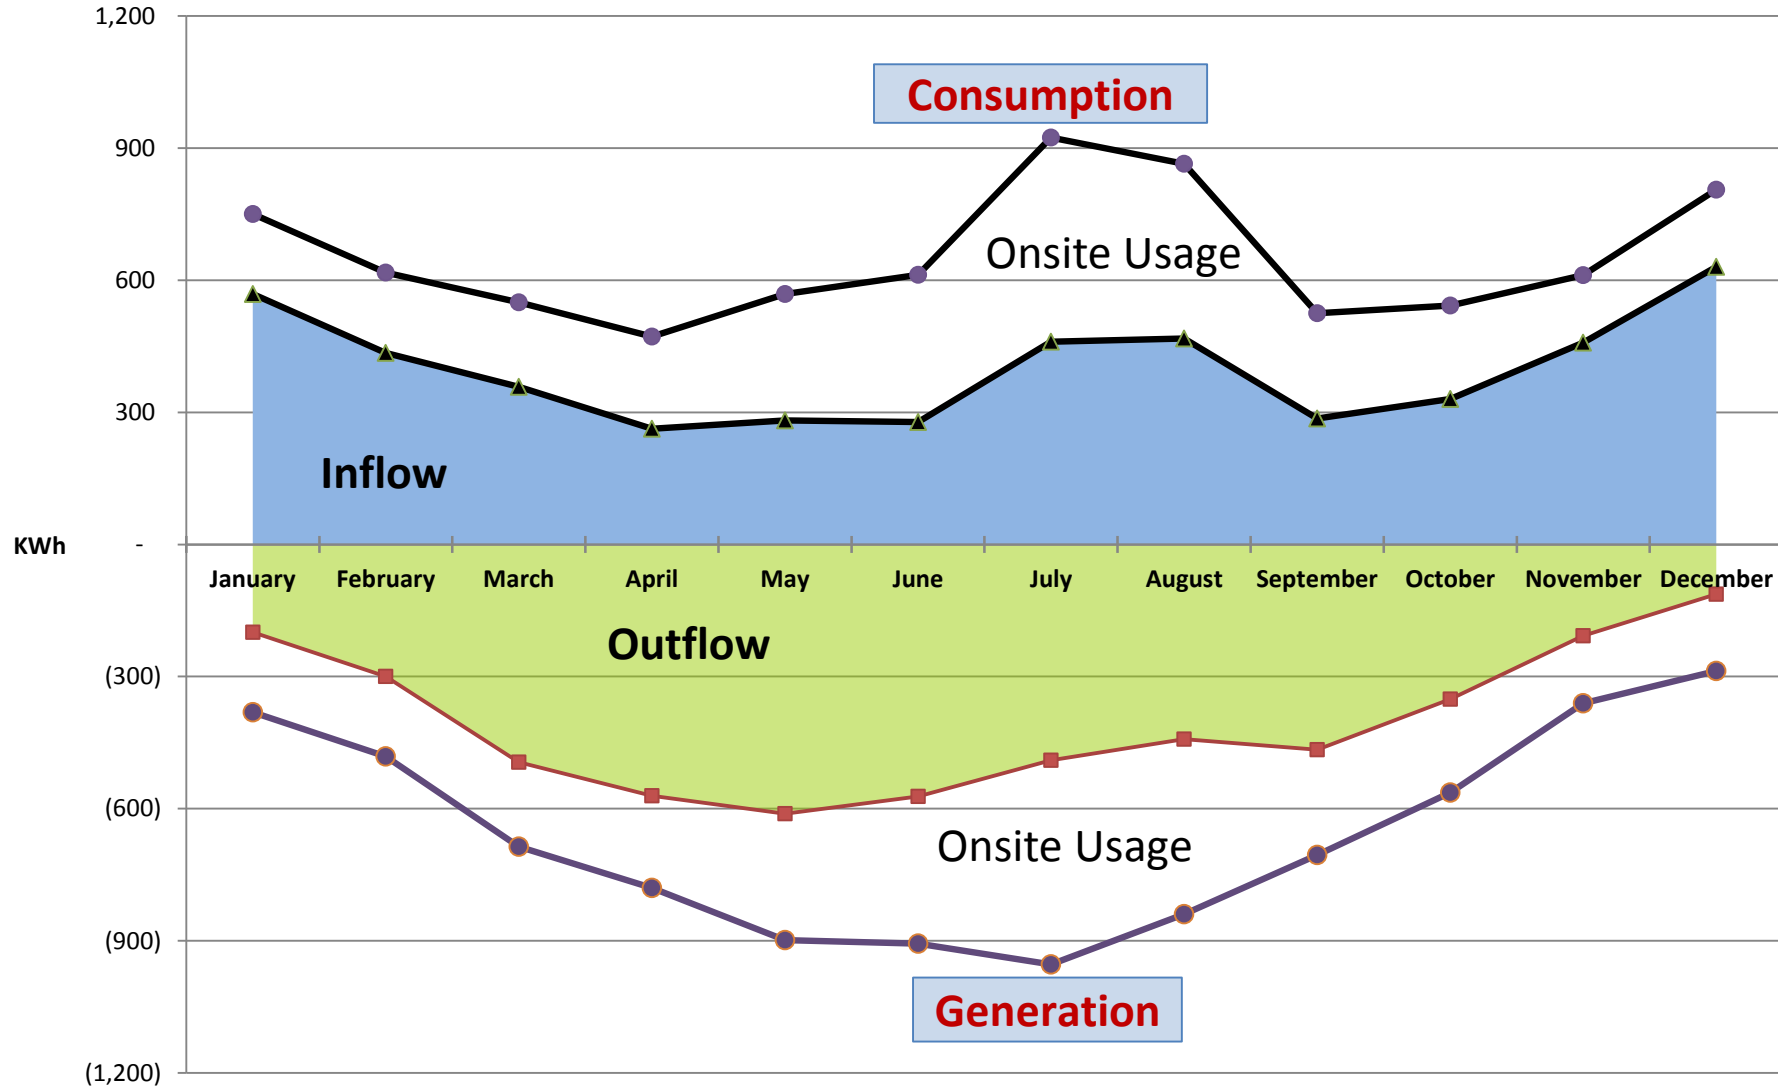 1,200
Consumption
900
Onsite Usage
600
300
Inflow
KWh -
January February March April May June July August September October November December
Outflow
(300)
(600)
Onsite Usage
(900)
Generation
(1,200)